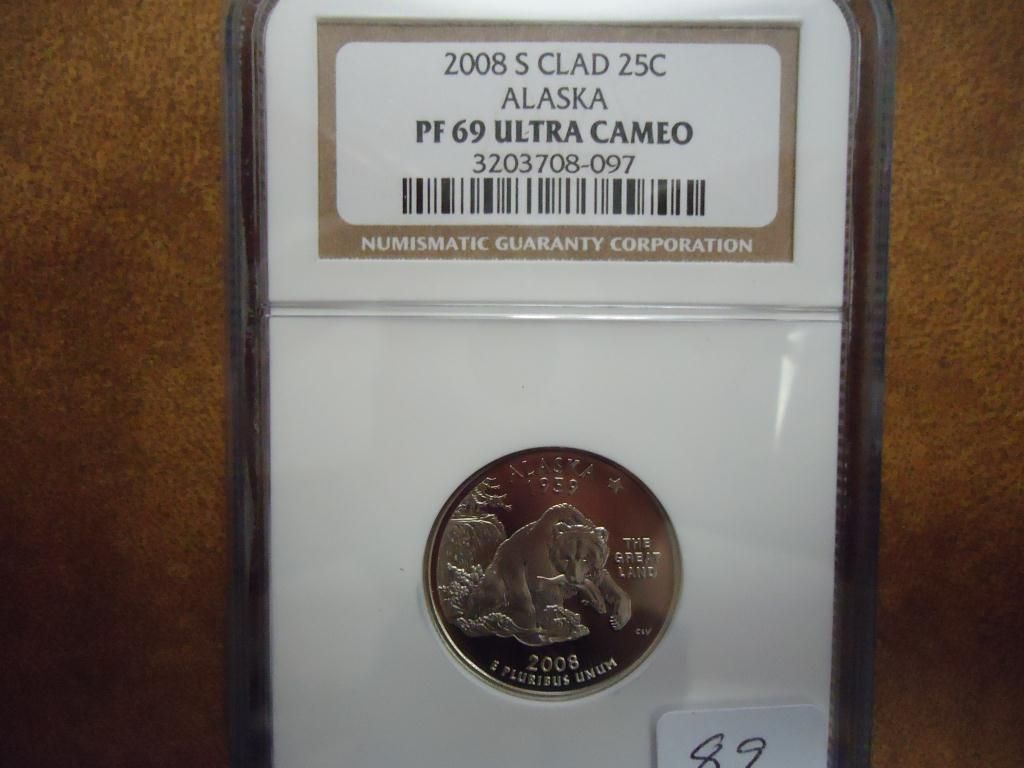 2008 S CLAD 25C
ALASKA
PF 69 ULTRA CAMEO
3203708-097
NUMISMATIC GUARANTY CORPORATION
ALASKA
1959
THE
GREAT
LAND
CLV
2008
E PLURIBUS UNUM
89